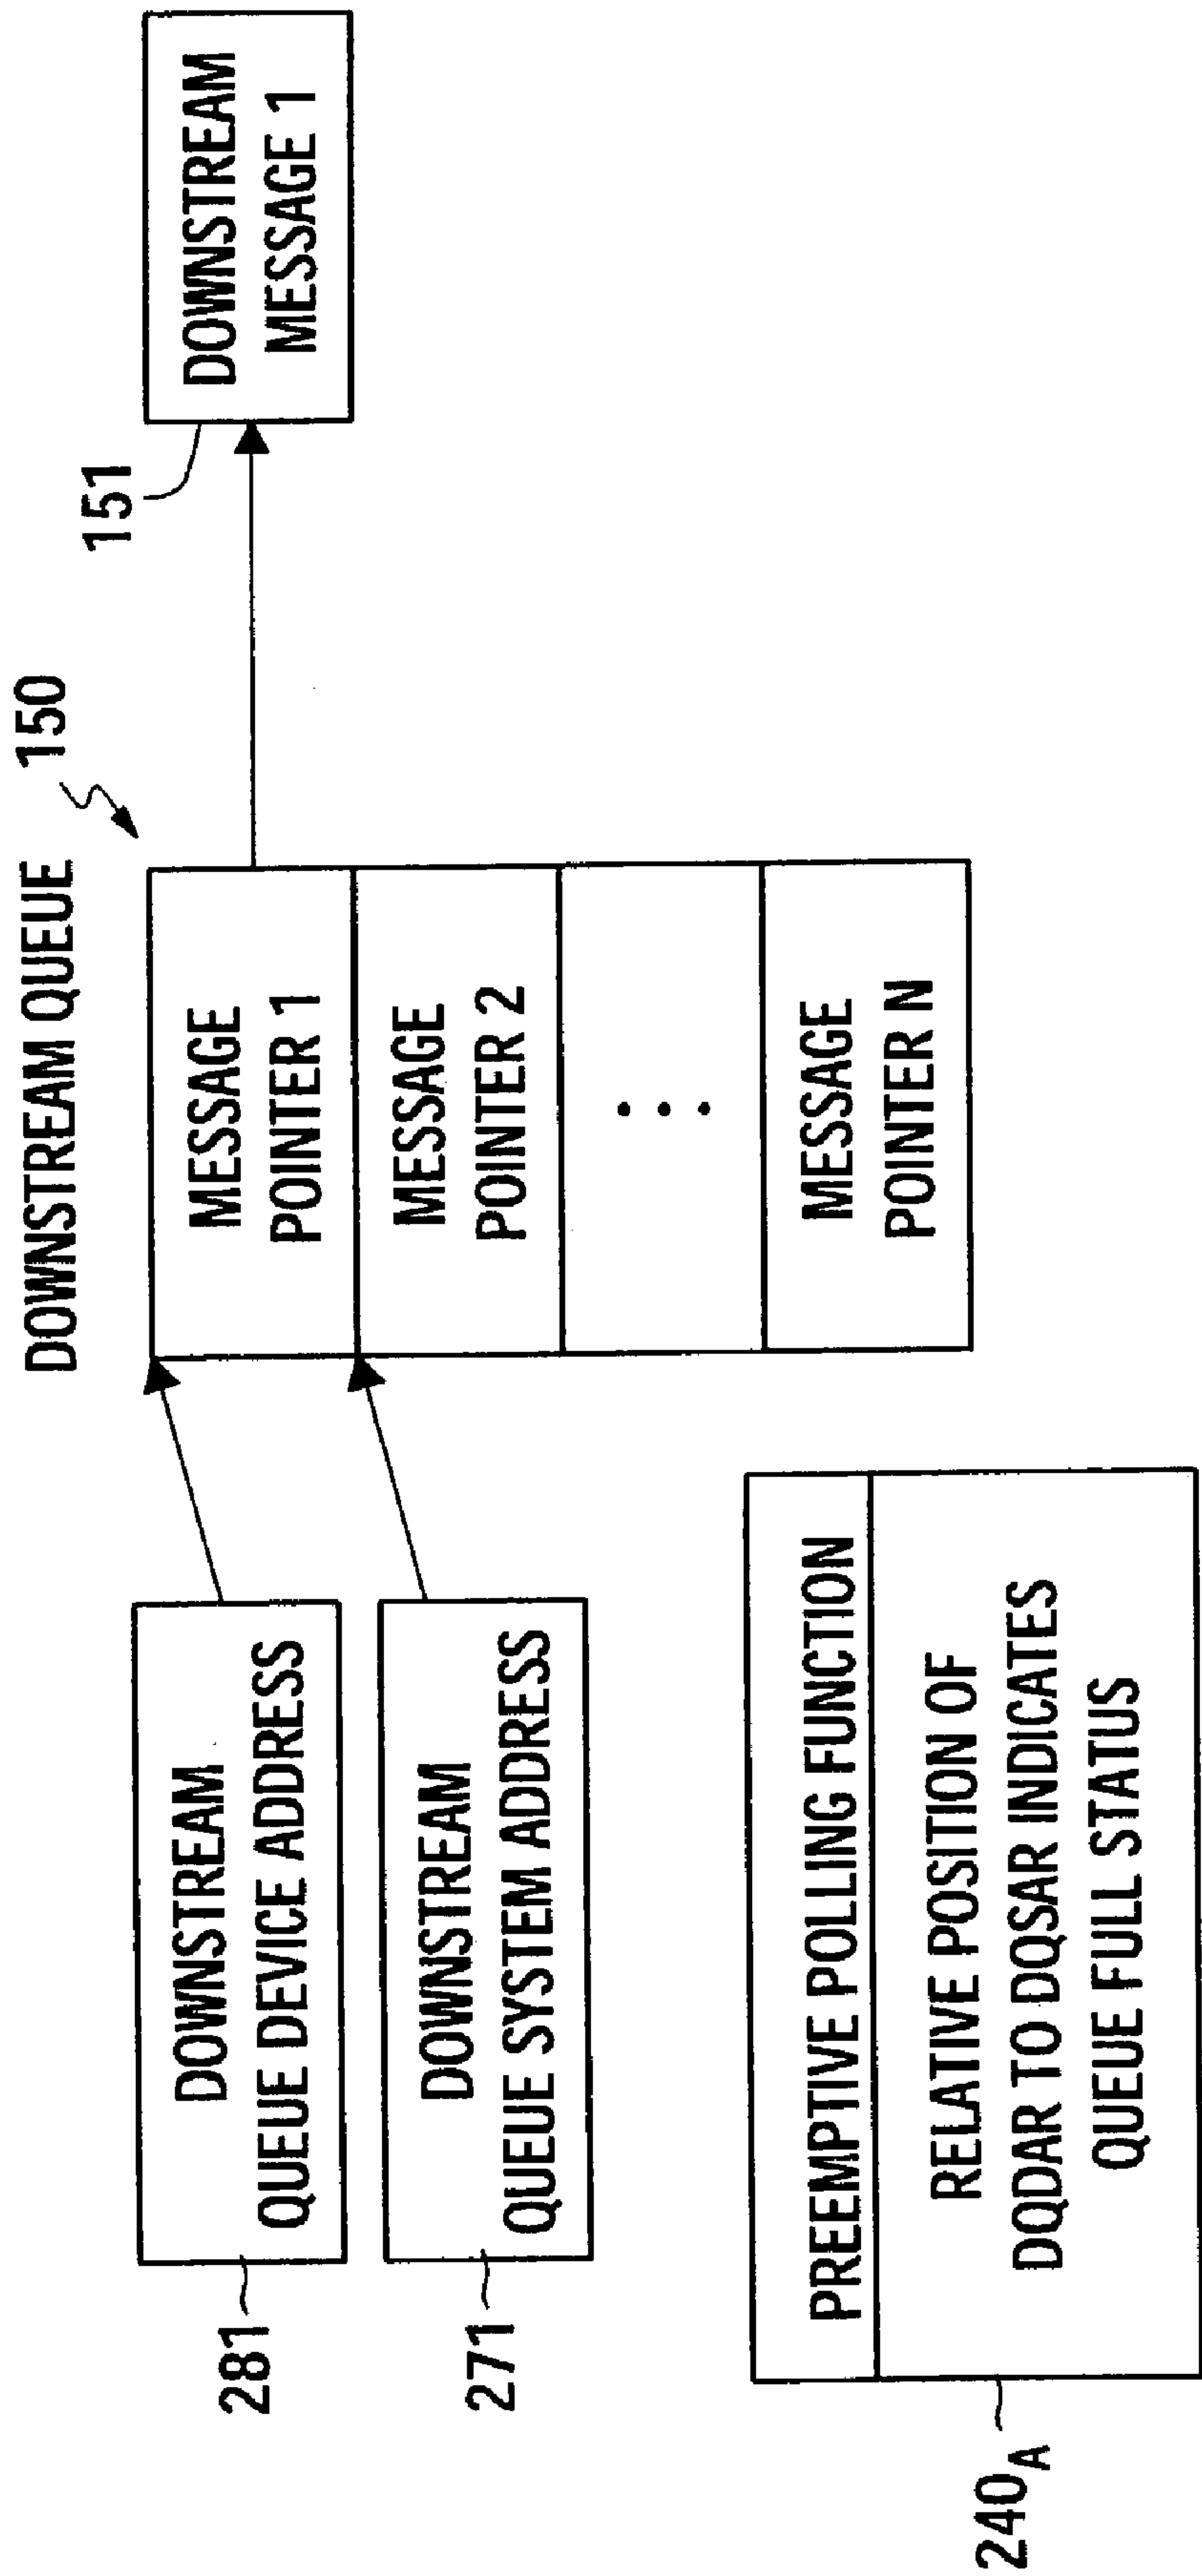 DOWNSTREAM QUEUE
150
281
DOWNSTREAM
QUEUE DEVICE ADDRESS
271
DOWNSTREAM
QUEUE SYSTEM ADDRESS
MESSAGE
POINTER 1
MESSAGE
POINTER 2
...
MESSAGE
POINTER N
151
DOWNSTREAM
MESSAGE 1
240A
PREEMPTIVE POLLING FUNCTION
RELATIVE POSITION OF
DQDAR TO DQSAR INDICATES
QUEUE FULL STATUS